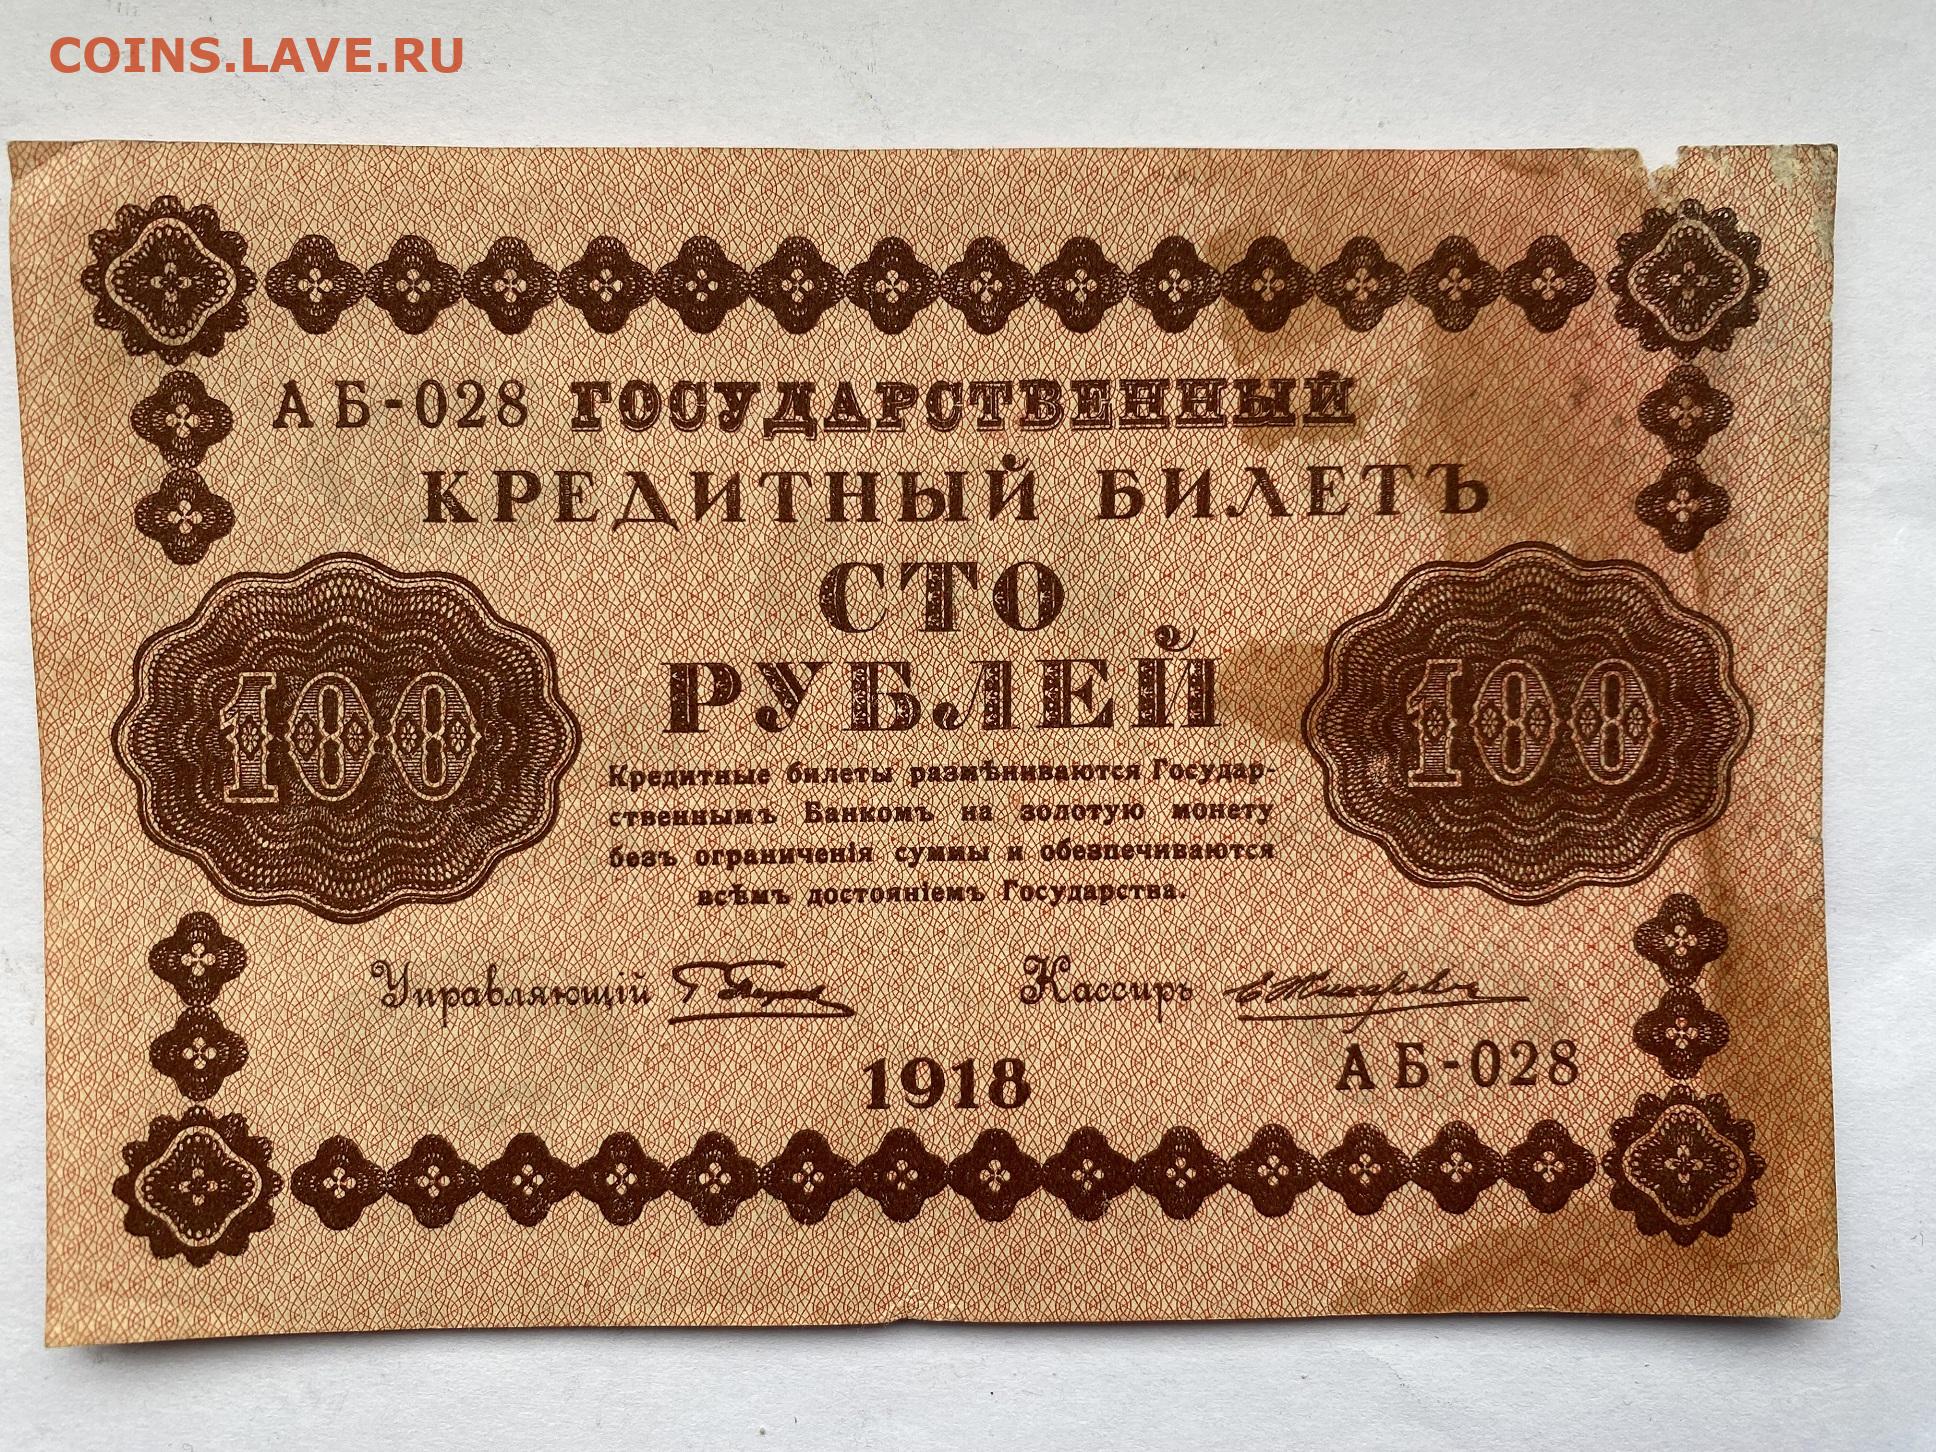 COINS.LAVE.RU
АБ-028 ГОСУДАРСТВЕННЫЙ
КРЕДИТНЫЙ БИЛЕТЪ
СТО
РУБЛЕЙ
100
100
Кредитные билеты размѣниваются Государ-
ственнымъ Банкомъ на золотую монету
безъ ограниченія суммы и обезпечиваются
всѣмъ достояніемъ Государства.
Управляющій
Кассиръ
1918
АБ-028